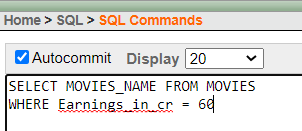 Home > SQL > SQL Commands
Autocommit Display 20
SELECT MOVIES_NAME FROM MOVIES
WHERE Earnings_in_cr = 60